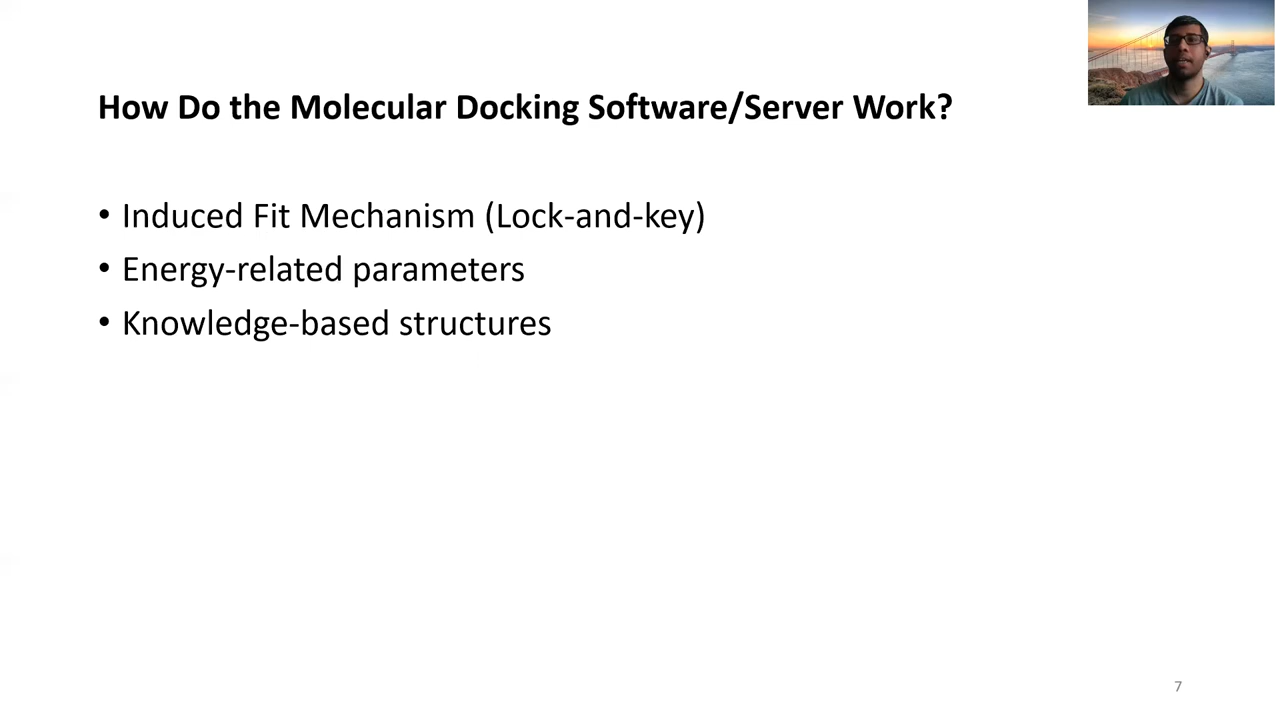 How Do the Molecular Docking Software/Server Work?
• Induced Fit Mechanism (Lock-and-key)
• Energy-related parameters
• Knowledge-based structures
7